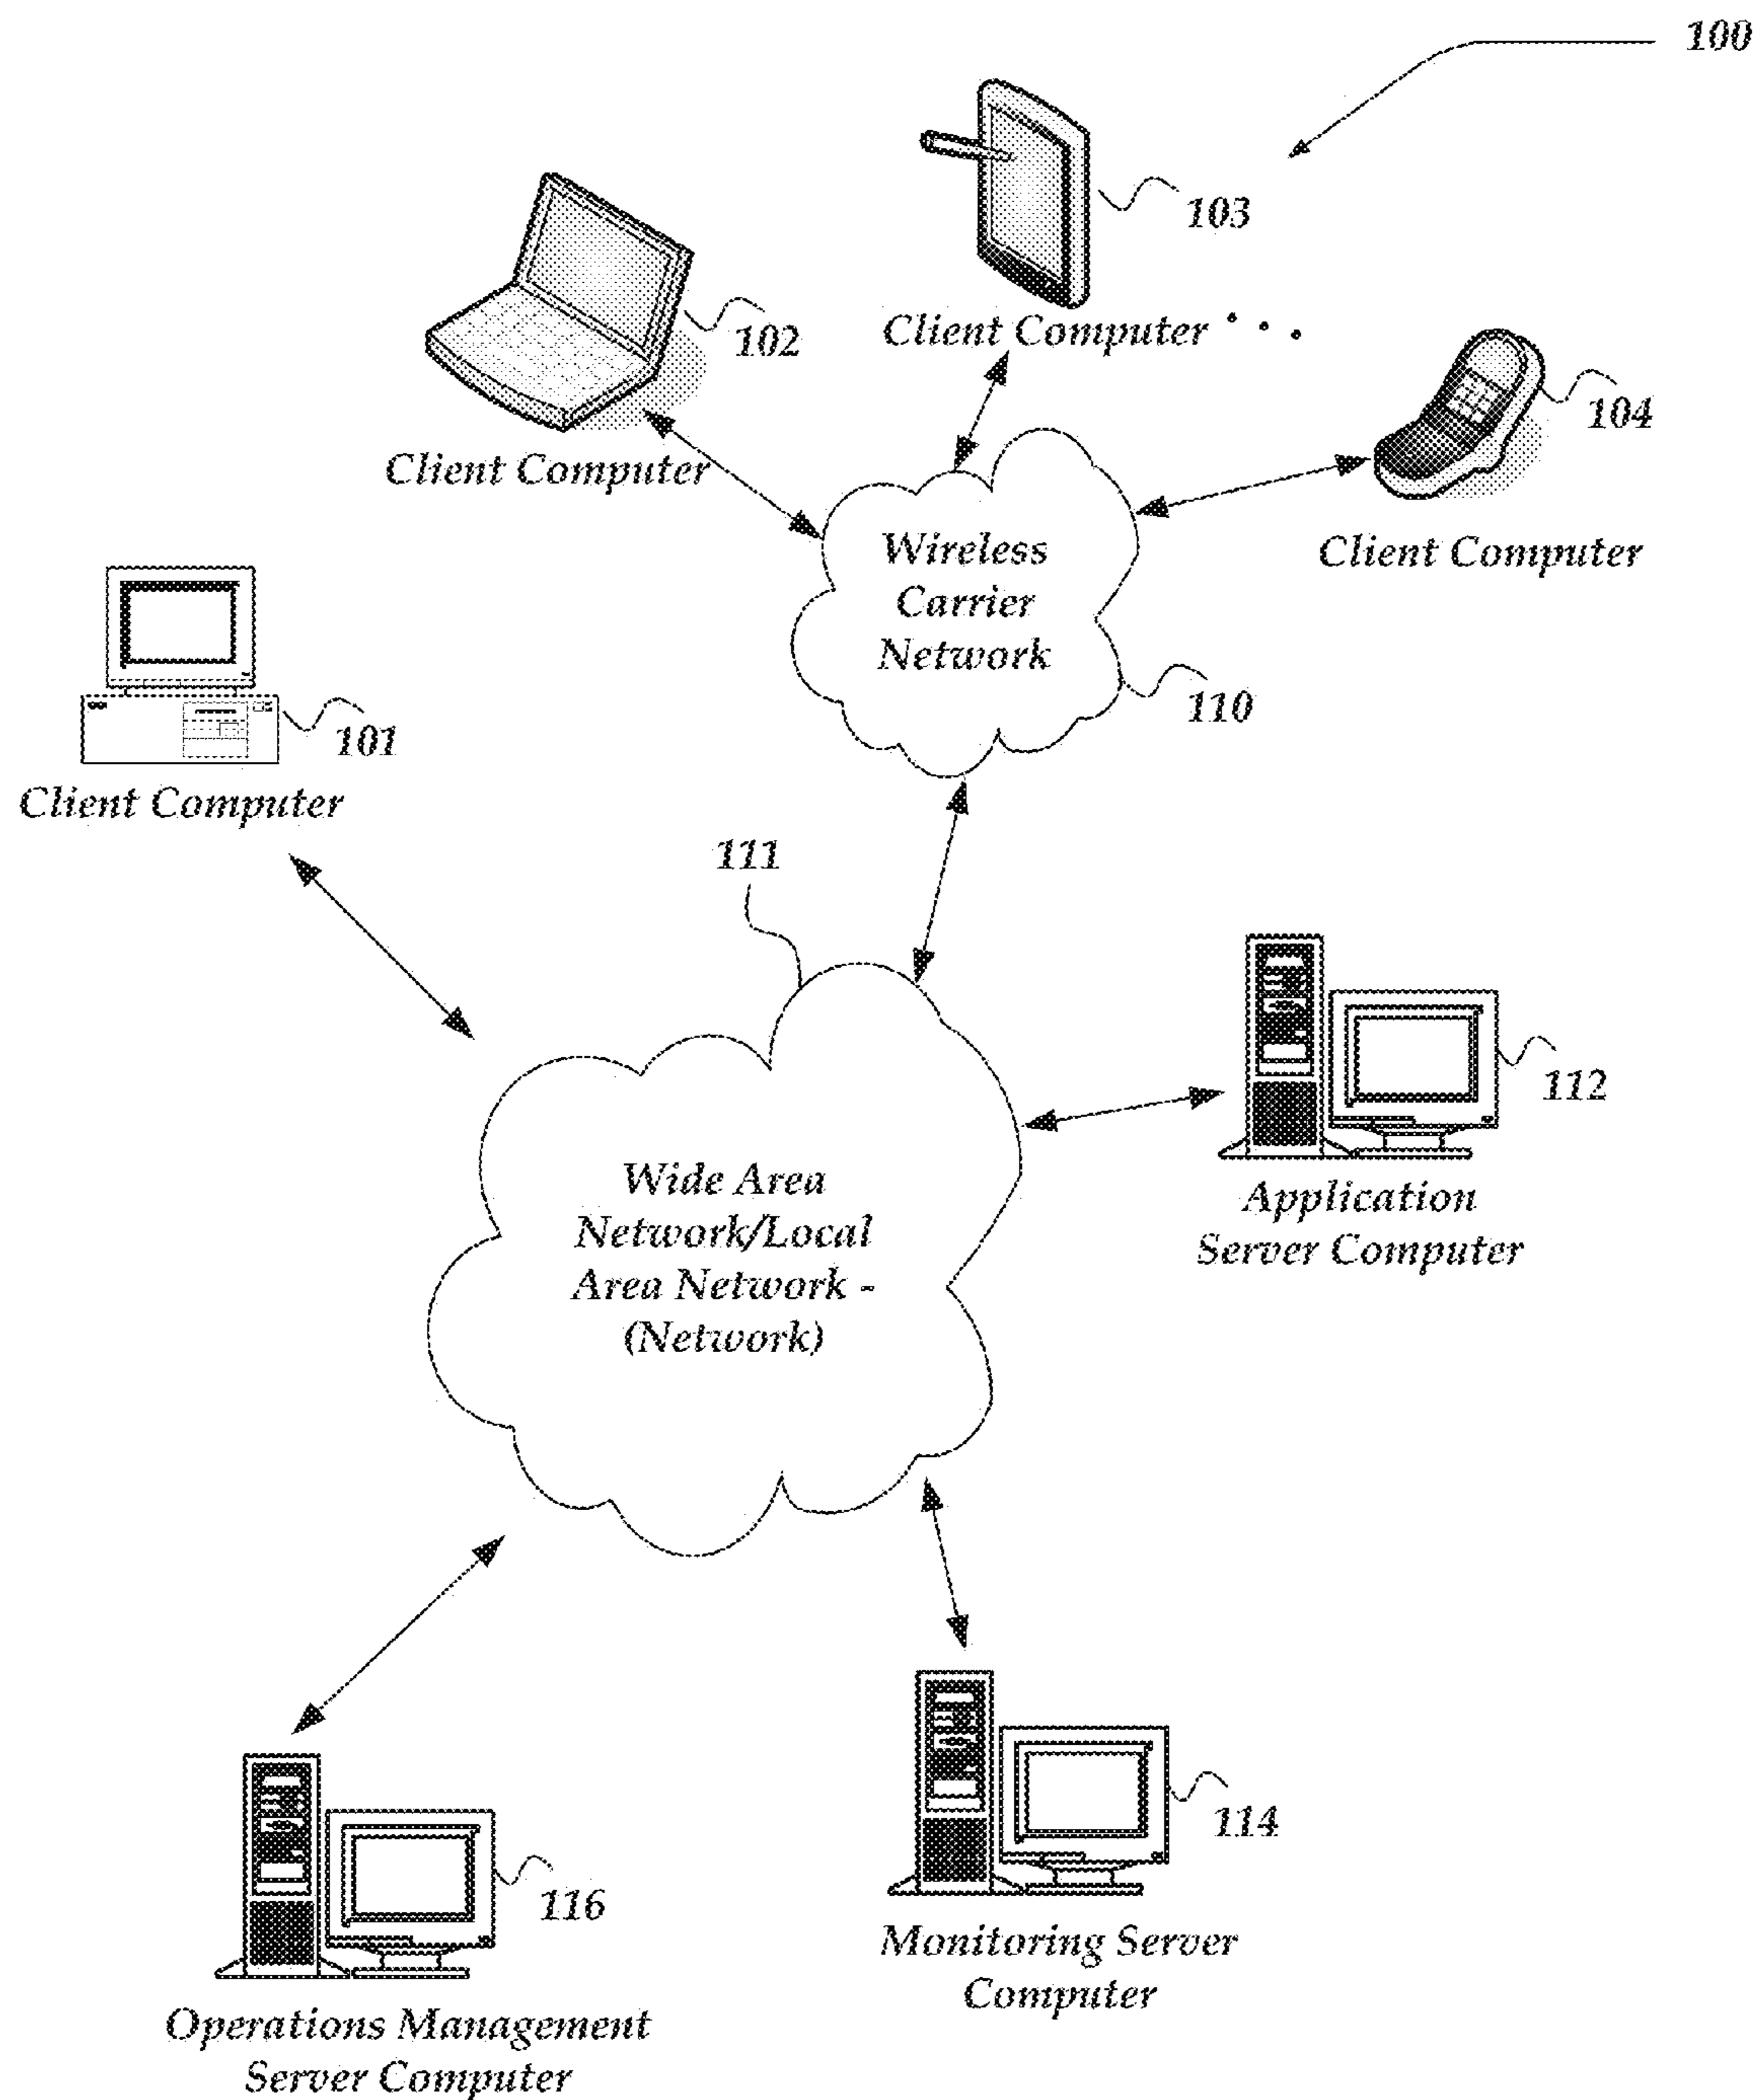 100
103
102
Client Computer
104
Client Computer
Client Computer
Wireless
Carrier
Network
110
101
Client Computer
111
112
Wide Area
Network/Local
Area Network -
(Network)
Application
Server Computer
114
116
Monitoring Server
Computer
Operations Management
Server Computer